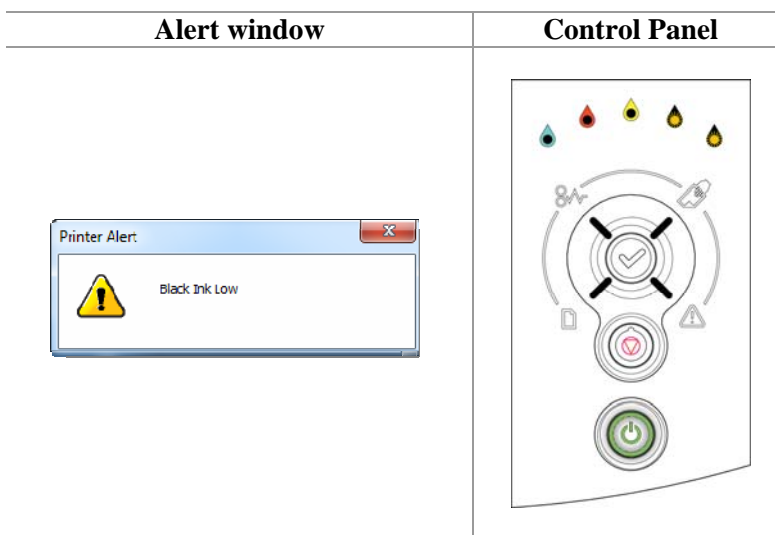 Alert window
Control Panel
Printer Alert
Black Ink Low